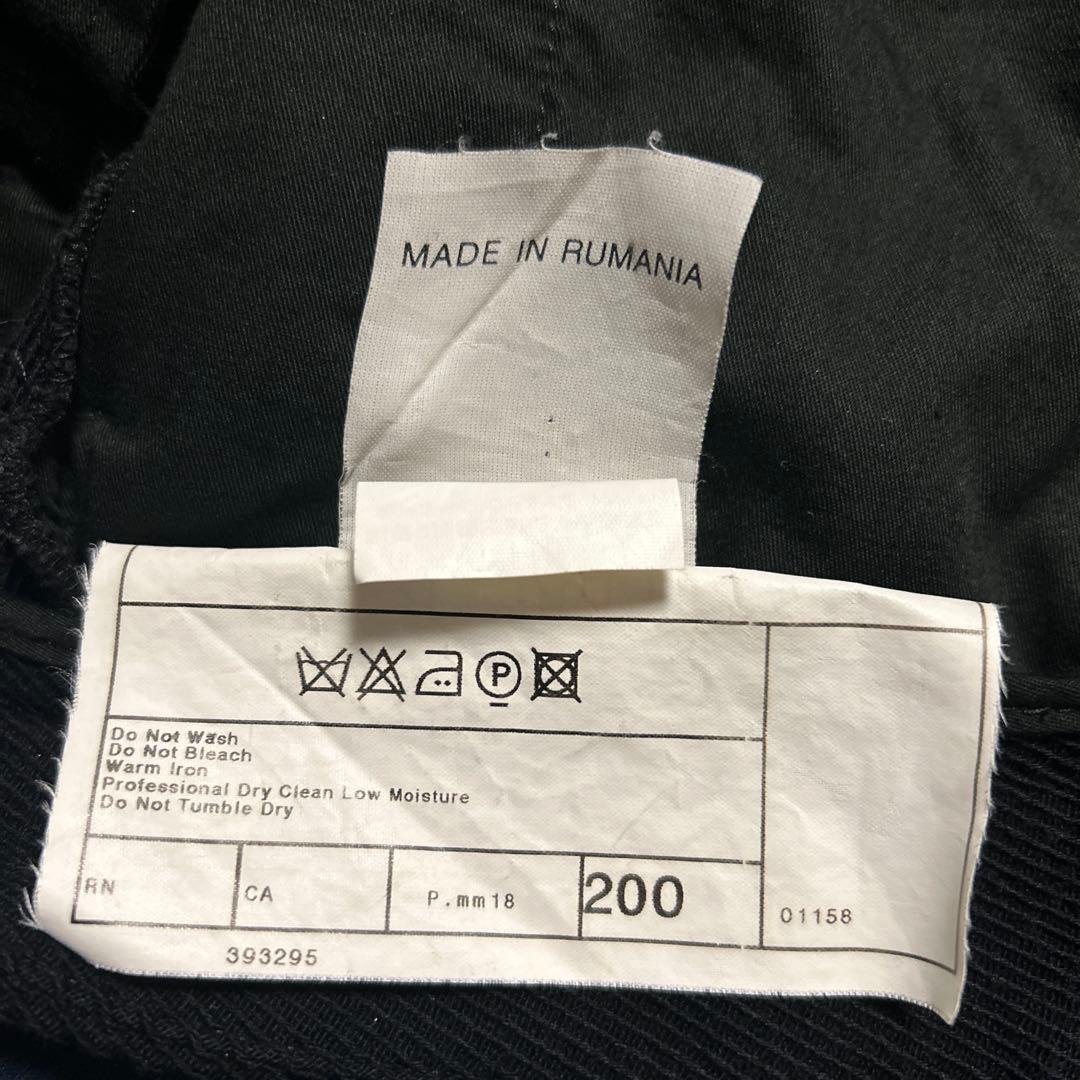 MADE IN RUMANIA
P
Do Not Wash
Do Not Bleach
Warm Iron
Professional Dry Clean Low Moisture
Do Not Tumble Dry
RN CA P.mm18 200 01158
393295